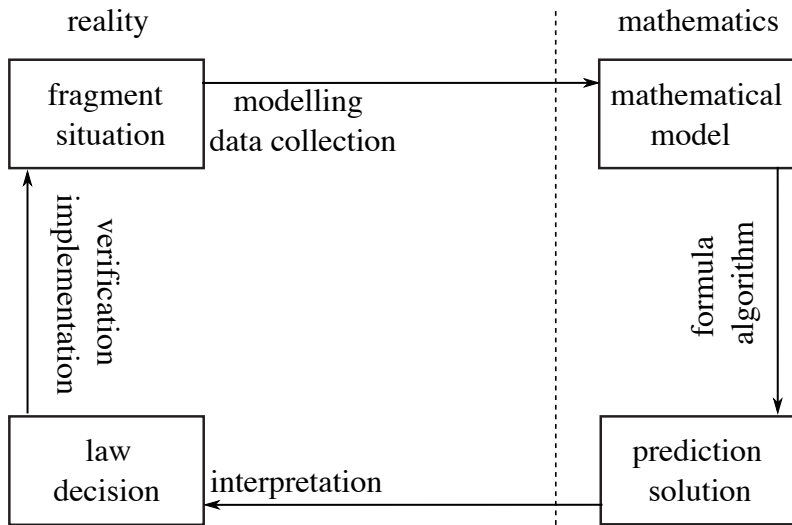 reality
mathematics
fragment
situation
modelling
data collection
mathematical
model
verification
implementation
formula
algorithm
law
decision
interpretation
prediction
solution